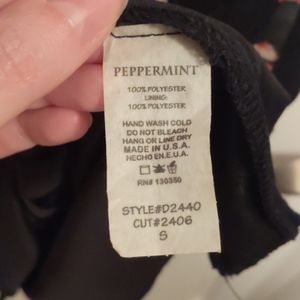 PEPPERMINT
100% POLYESTER
LINING:
100% POLYESTER
HAND WASH COLD
DO NOT BLEACH
HANG OR LINE DRY
MADE IN U.S.A.
HECHO EN.E.U.A.
RN# 130350
STYLE#D2440
CUT#2406
S